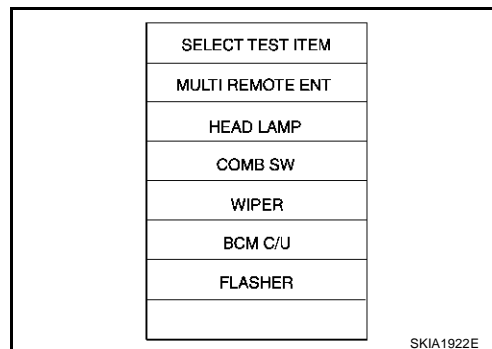 SELECT TEST ITEM
MULTI REMOTE ENT
HEAD LAMP
COMB SW
WIPER
BCM C/U
FLASHER
SKIA1922E